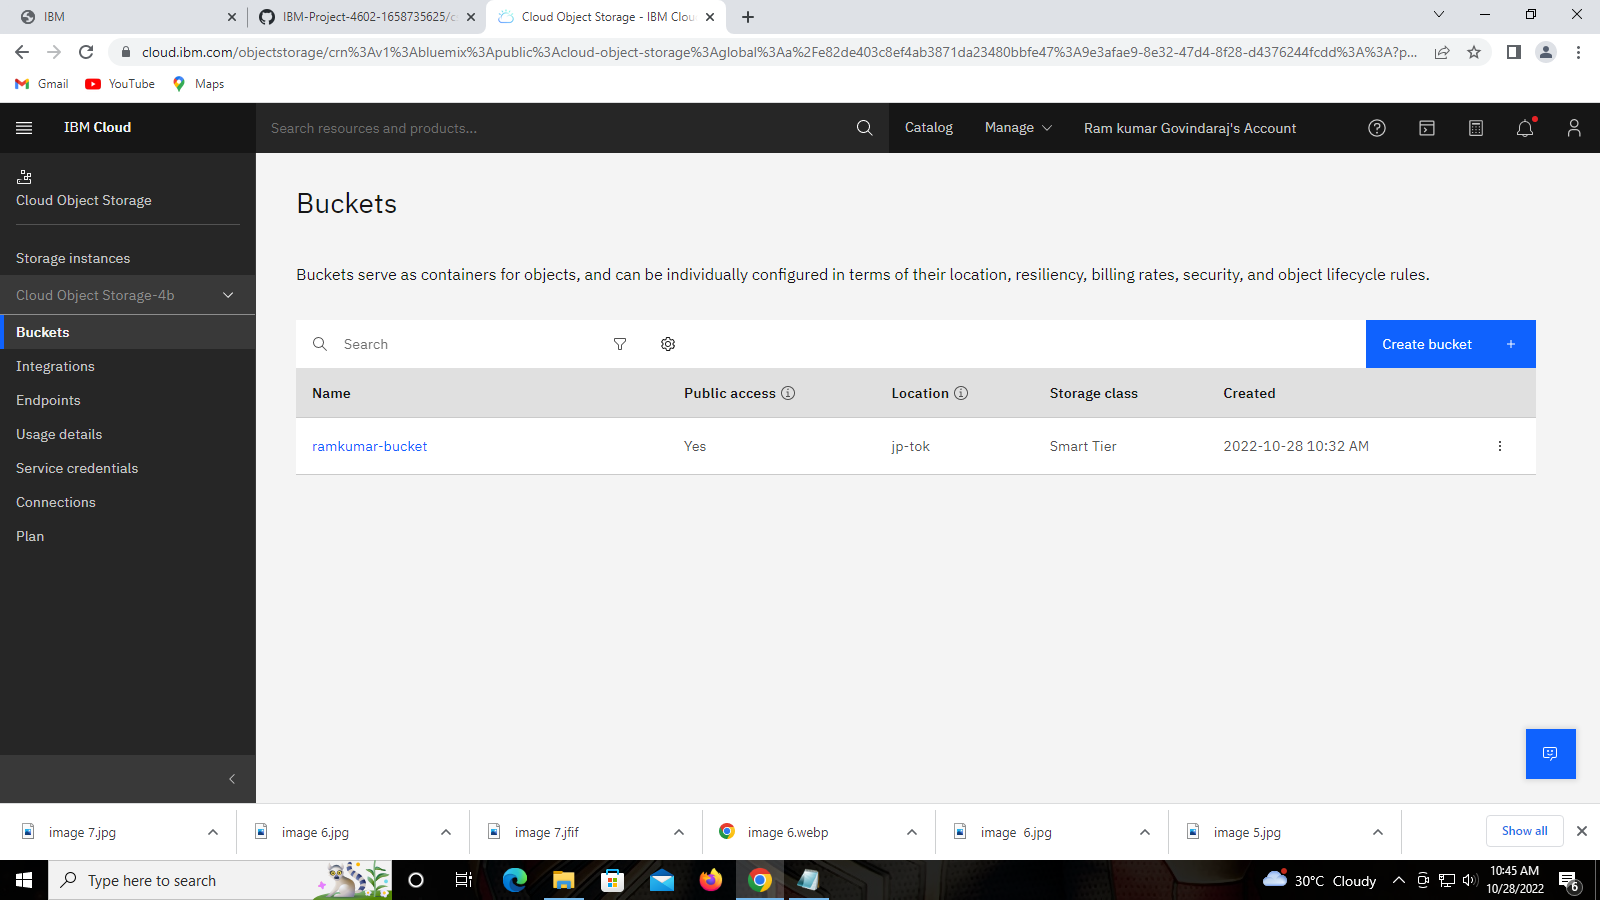 IBM
IBM-Project-4602-1658735625/c
Cloud Object Storage - IBM Clou
cloud.ibm.com/objectstorage/crn%3Av1%3Abluemix%3Apublic%3Acloud-object-storage%3Aglobal%3Aa%2Fe82de403c8ef4ab3871da23480bbfe47%3A9e3afae9-8e32-47d4-8f28-d4376244fcdd%3A%3A?p...
Gmail
YouTube
Maps
IBM Cloud
Search resources and products...
Catalog
Manage
Ram kumar Govindaraj's Account
Cloud Object Storage
Storage instances
Cloud Object Storage-4b
Buckets
Integrations
Endpoints
Usage details
Service credentials
Connections
Plan
Buckets
Buckets serve as containers for objects, and can be individually configured in terms of their location, resiliency, billing rates, security, and object lifecycle rules.
Search
Create bucket +
Name Public access Location Storage class Created
ramkumar-bucket Yes jp-tok Smart Tier 2022-10-28 10:32 AM
image 7.jpg
image 6.jpg
image 7.jfif
image 6.webp
image 6.jpg
image 5.jpg
Show all
Type here to search
30°C Cloudy
10:45 AM
10/28/2022
6